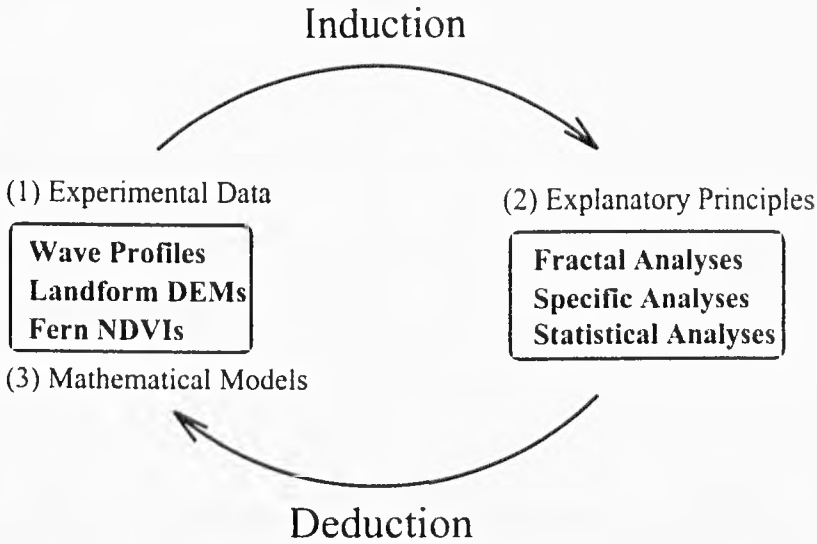 Induction
(1) Experimental Data
Wave Profiles
Landform DEMs
Fern NDVIs
(3) Mathematical Models
(2) Explanatory Principles
Fractal Analyses
Specific Analyses
Statistical Analyses
Deduction